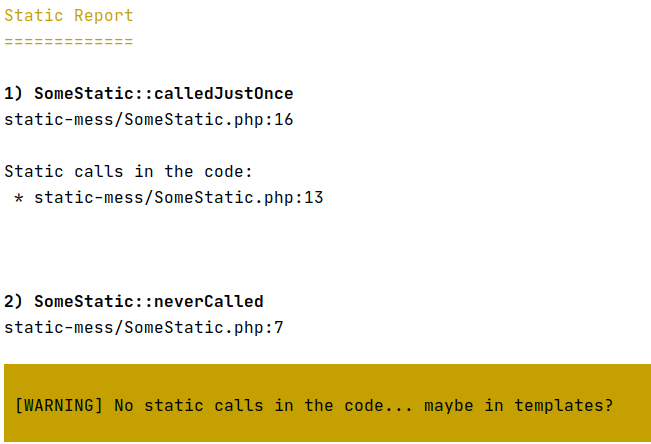 Static Report
=============
1) SomeStatic::calledJustOnce
static-mess/SomeStatic.php:16
Static calls in the code:
* static-mess/SomeStatic.php:13
2) SomeStatic::neverCalled
static-mess/SomeStatic.php:7
[WARNING] No static calls in the code... maybe in templates?